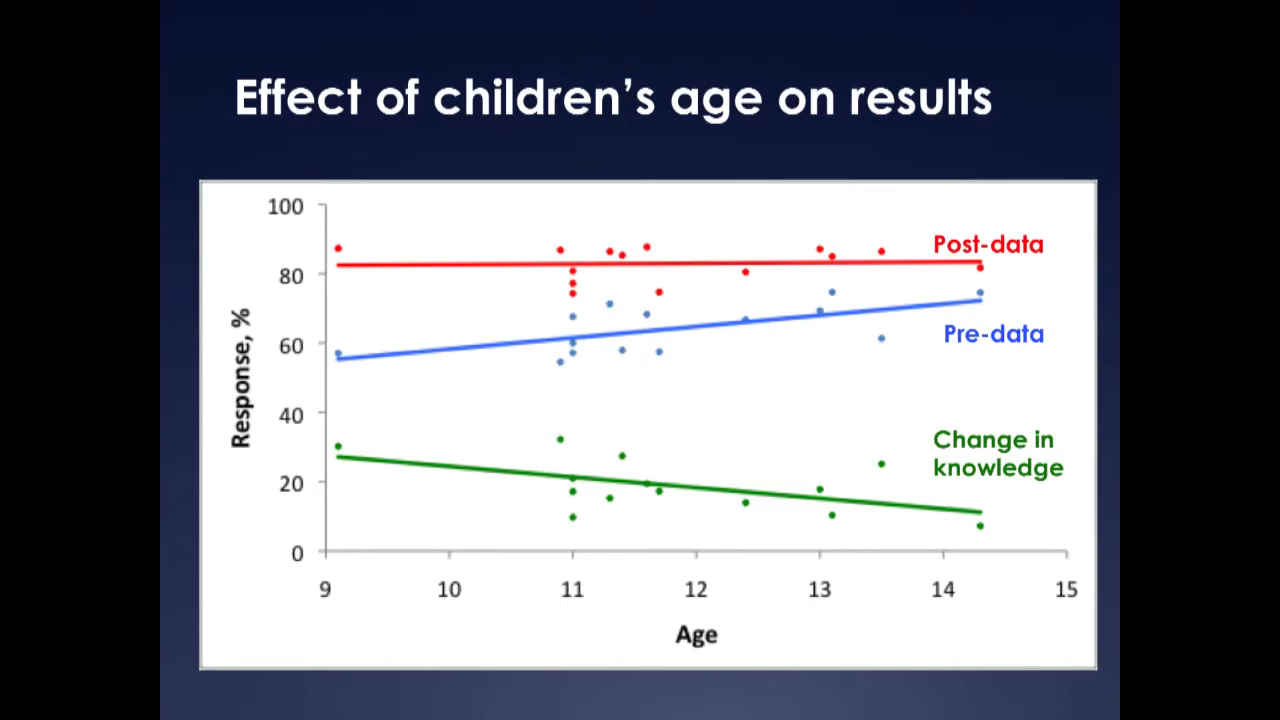 Effect of children's age on results
100
80
60
40
20
0
Response, %
Post-data
Pre-data
Change in
knowledge
9 10 11 12 13 14 15
Age